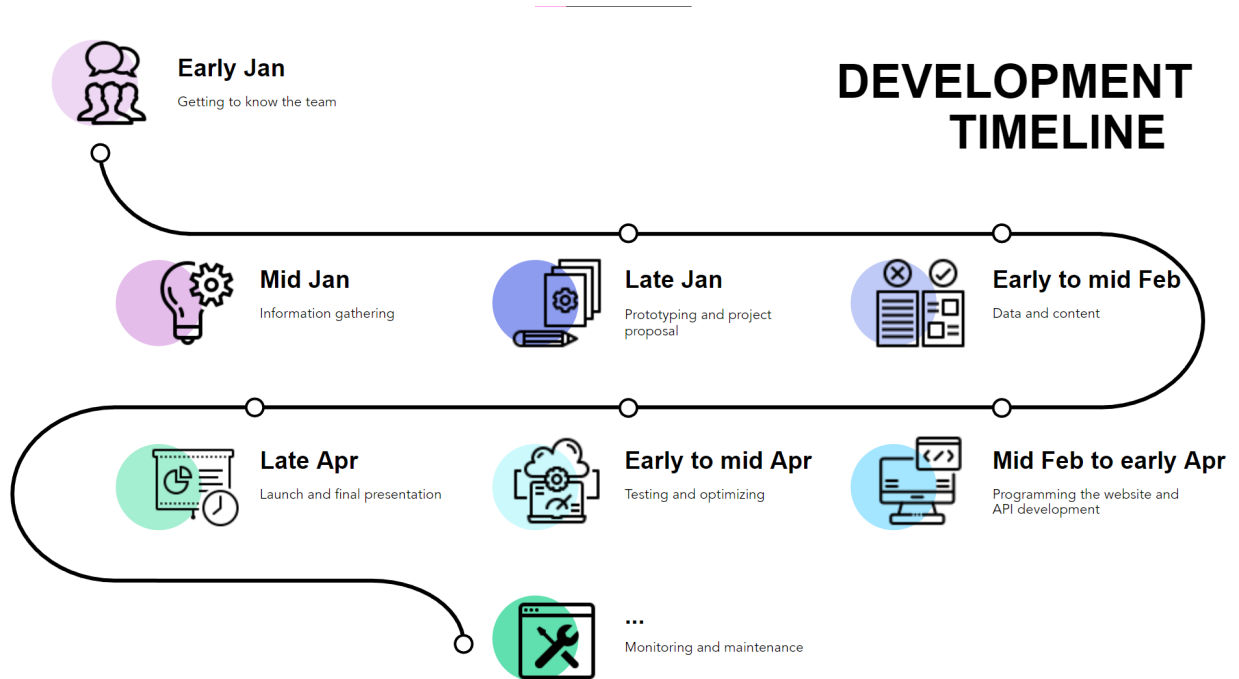 DEVELOPMENT
TIMELINE
Early Jan
Getting to know the team
Mid Jan
Information gathering
Late Jan
Prototyping and project
proposal
Early to mid Feb
Data and content
Mid Feb to early Apr
Programming the website and
API development
Early to mid Apr
Testing and optimizing
Late Apr
Launch and final presentation
...
Monitoring and maintenance